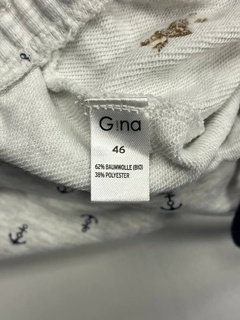 Gina
46
62% BAUMWOLLE (BIO)
38% POLYESTER